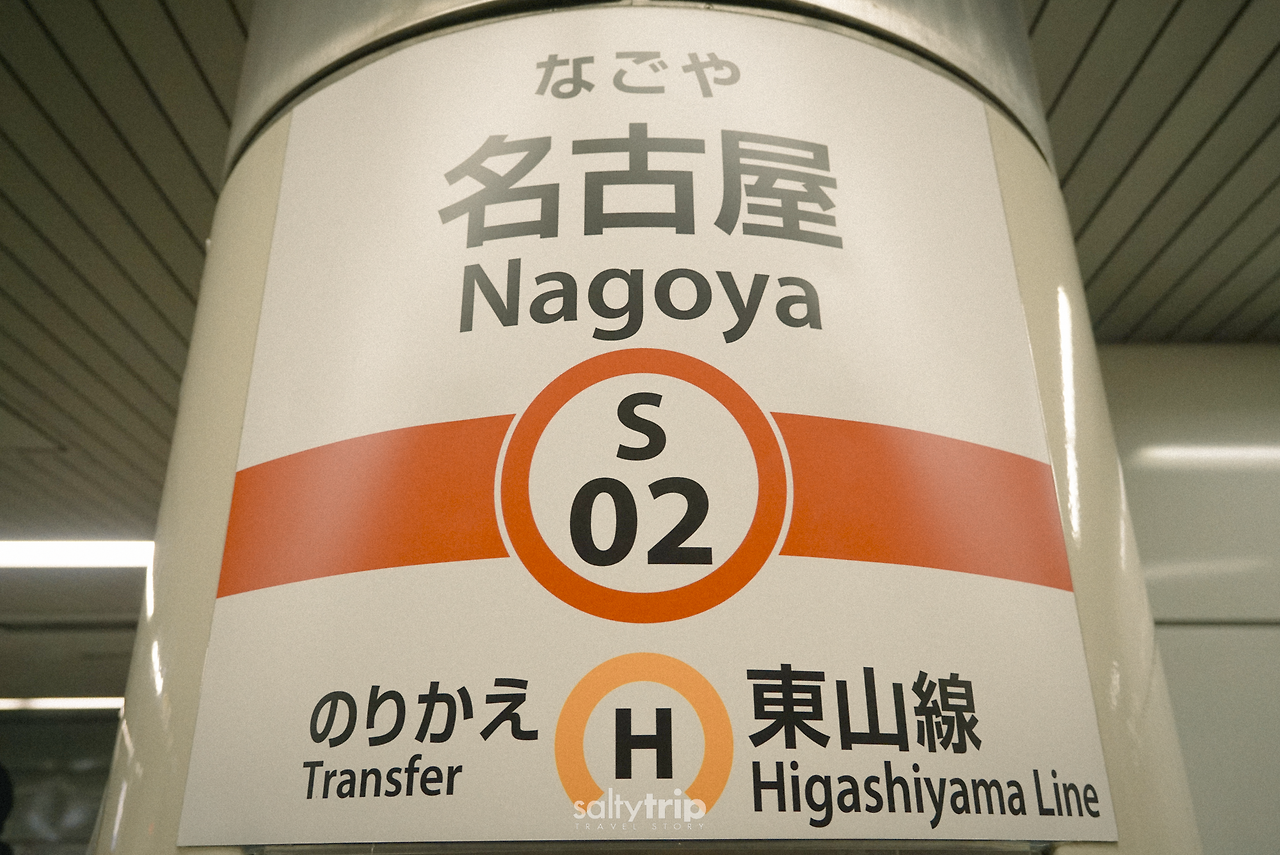 なごや
名古屋
Nagoya
S
02
のりかえ
Transfer
H
東山線
Higashiyama Line
saltytrip
TRAVEL STORY